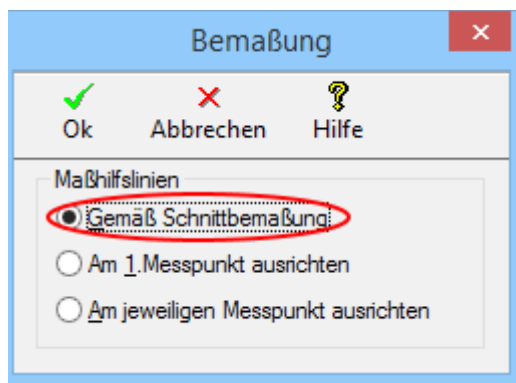 Bemaßung
Ok Abbrechen Hilfe
Maßhilfslinien
Gemäß Schnittbemaßung
Am 1.Messpunkt ausrichten
Am jeweiligen Messpunkt ausrichten